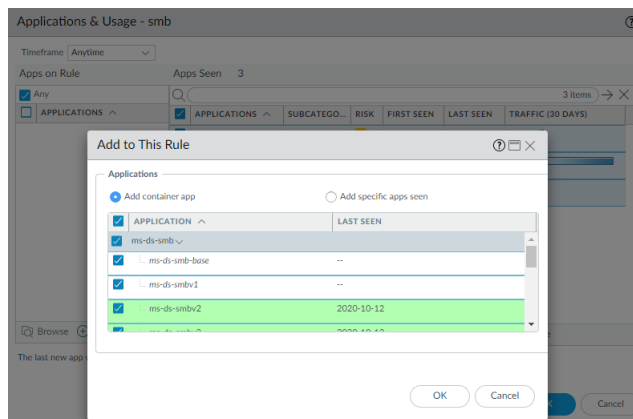 Applications & Usage - smb
Timeframe Anytime
Apps on Rule Apps Seen 3
Any 3 items
APPLICATIONS APPLICATIONS SUBCATEGO... RISK FIRST SEEN LAST SEEN TRAFFIC (30 DAYS)
Add to This Rule
Applications
Add container app Add specific apps seen
APPLICATION LAST SEEN
ms-ds-smb
ms-ds-smb-base --
ms-ds-smbv1 --
ms-ds-smbv2 2020-10-12
2020-10-12
Browse
The last new app
OK Cancel
Cancel